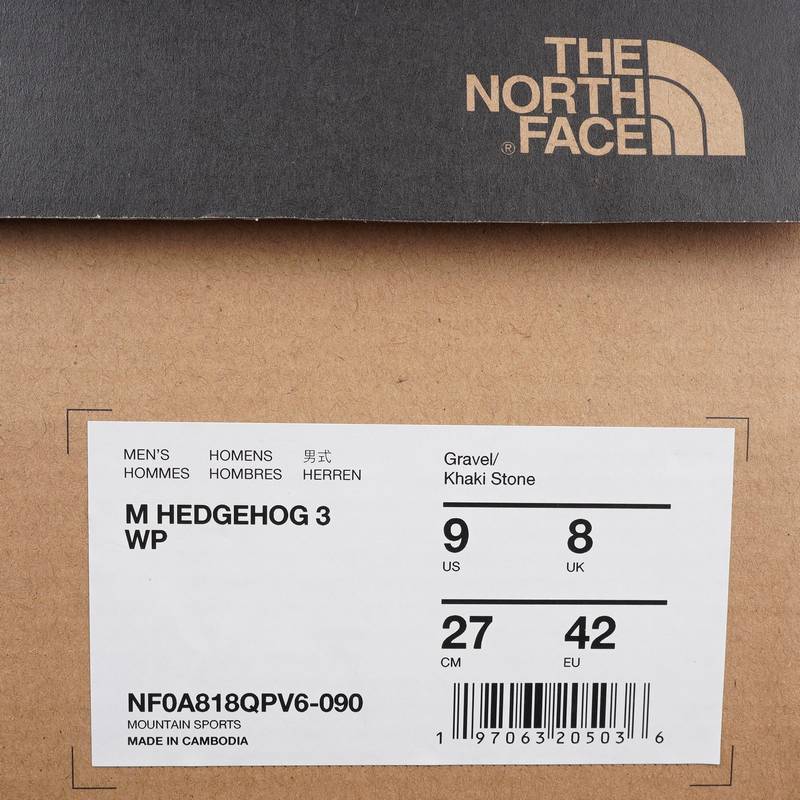 THE
NORTH
FACE
®
MEN'S HOMENS 男式
HOMMES HOMBRES HERREN
M HEDGEHOG 3
WP
NF0A818QPV6-090
MOUNTAIN SPORTS
MADE IN CAMBODIA
Gravel/
Khaki Stone
9 8
US UK
27 42
CM EU
1 97063 20503 6